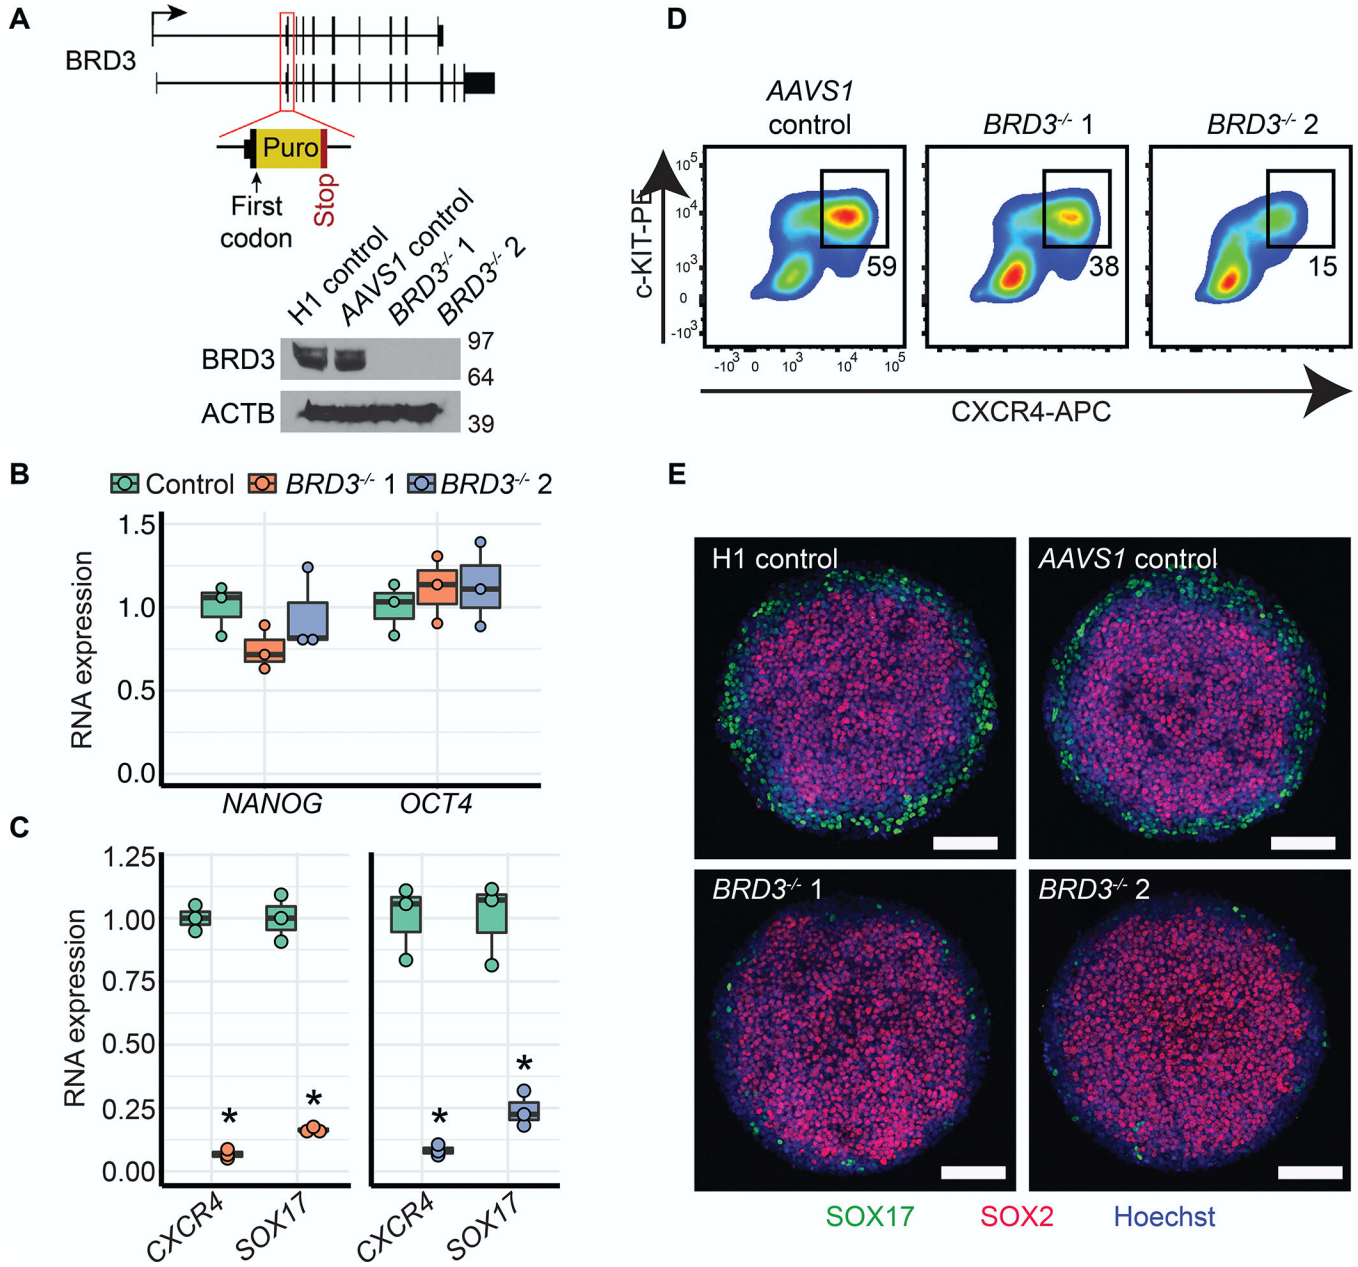 A
BRD3
Puro
First
codon
Stop
H1 control
AAVS1 control
BRD3-/- 1
BRD3-/- 2
BRD3
97
64
ACTB
39
B
Control
BRD3-/- 1
BRD3-/- 2
RNA expression
1.5
1.0
0.5
0.0
NANOG
OCT4
C
RNA expression
1.25
1.00
0.75
0.50
0.25
0.00
*
*
*
*
CXCR4
SOX17
CXCR4
SOX17
D
AAVS1
control
BRD3-/- 1
BRD3-/- 2
c-KIT-PE
10^5
10^4
10^3
0
-10^3
59
38
15
-10^3
0
10^3
10^4
10^5
CXCR4-APC
E
H1 control
AAVS1 control
BRD3-/- 1
BRD3-/- 2
SOX17
SOX2
Hoechst